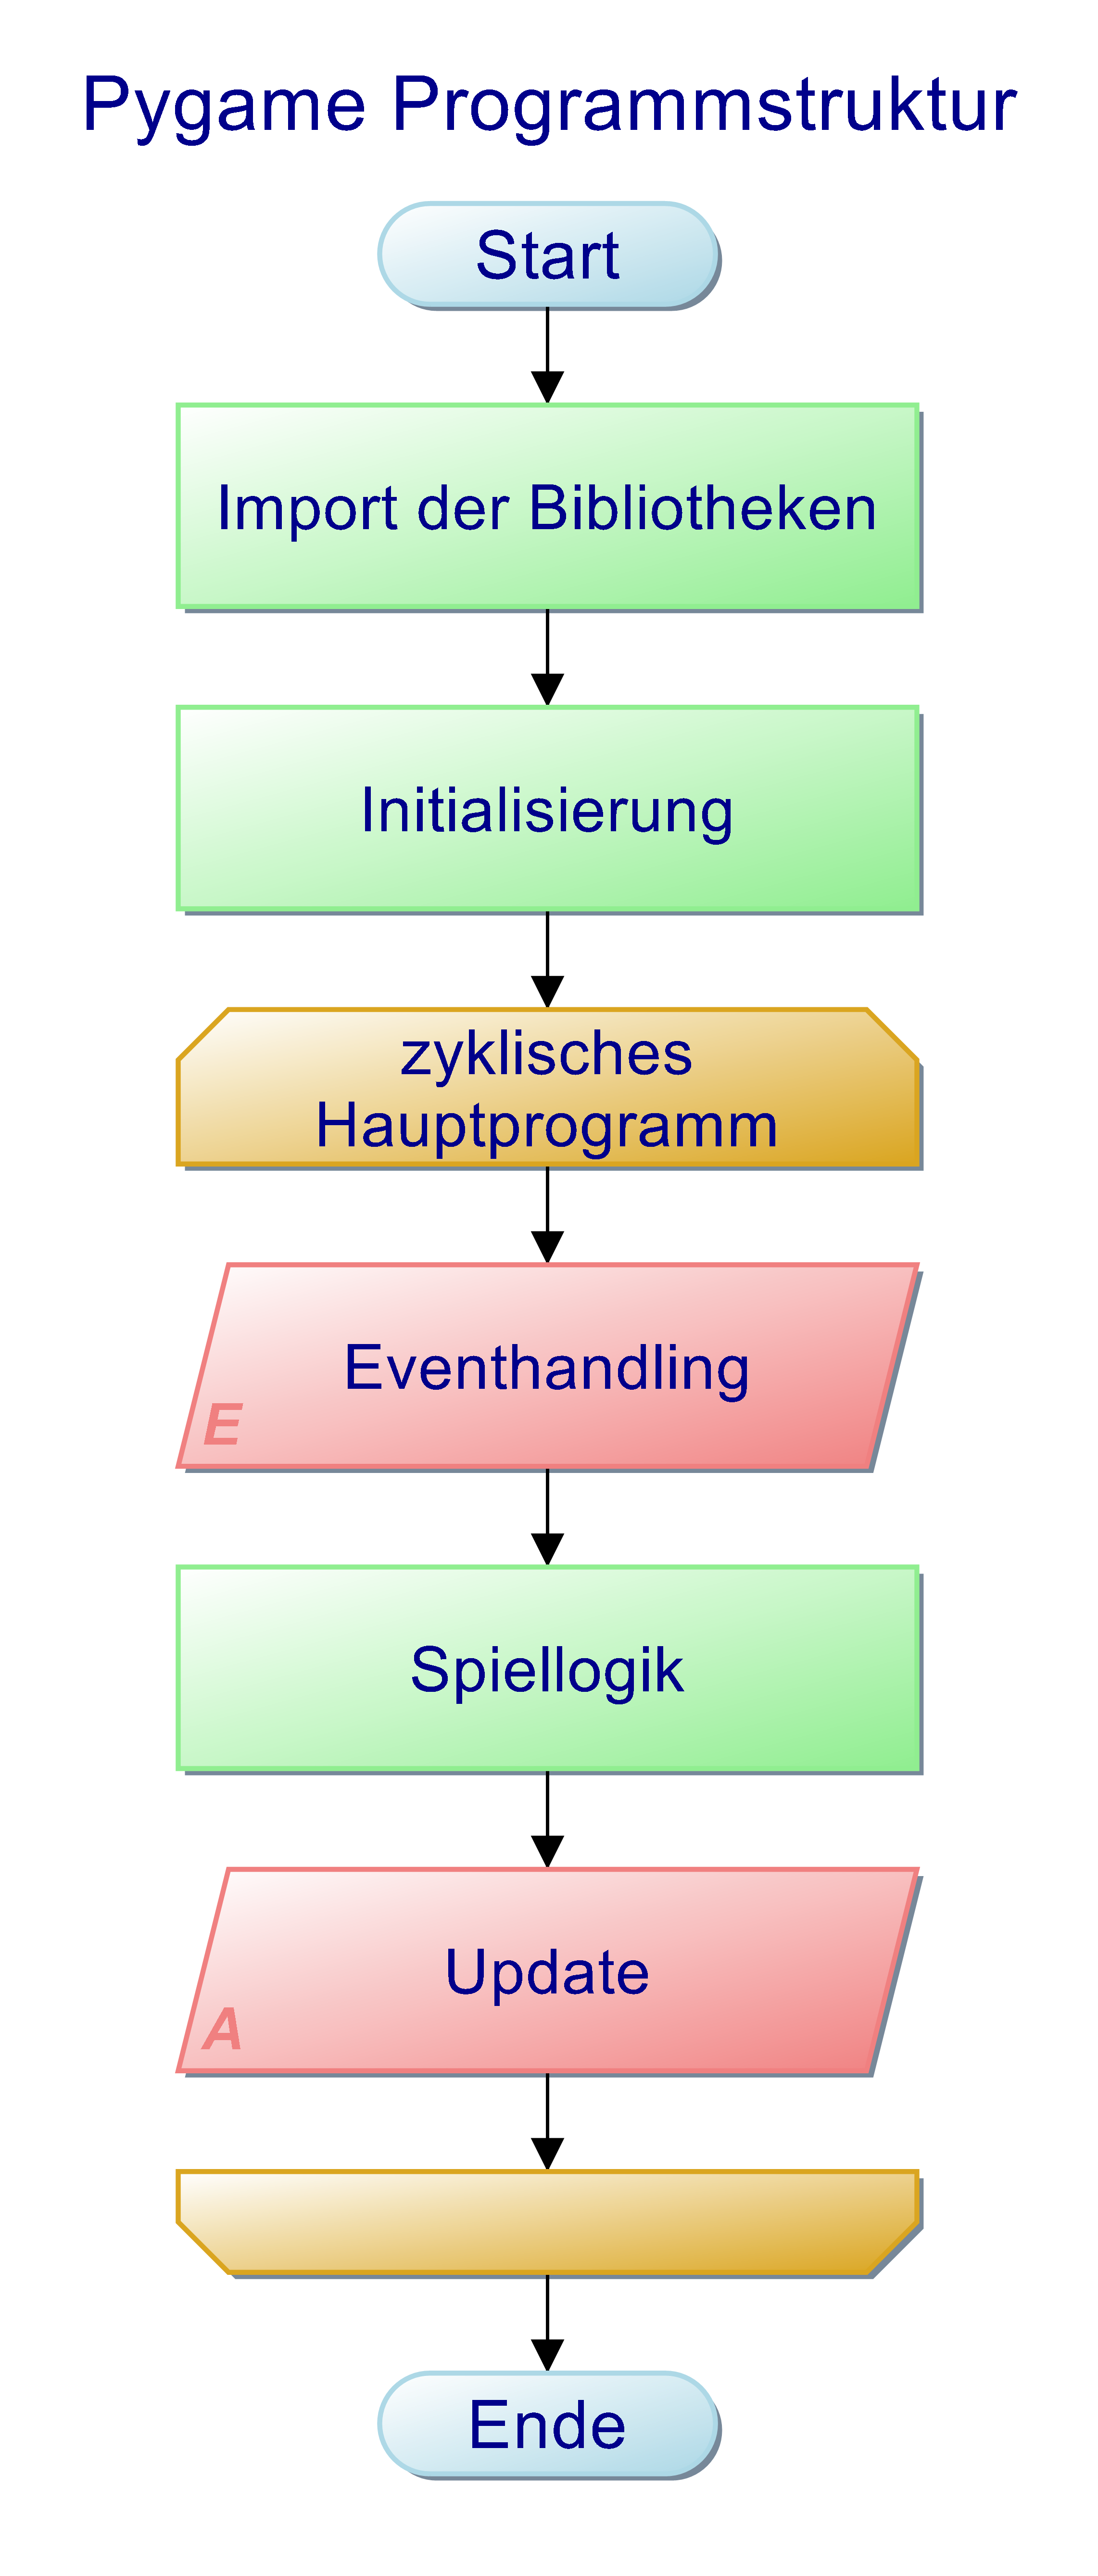 Pygame Programmstruktur
Start
Import der Bibliotheken
Initialisierung
zyklisches
Hauptprogramm
Eventhandling
E
Spiellogik
Update
A
Ende